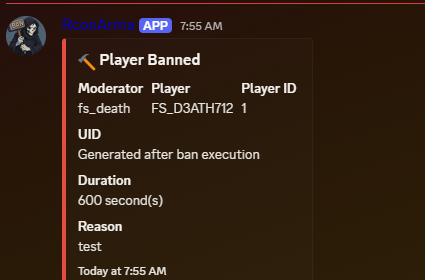 RconArma APP 7:55 AM
Player Banned
Moderator Player Player ID
fs_death FS_D3ATH712 1
UID
Generated after ban execution
Duration
600 second(s)
Reason
test
Today at 7:55 AM